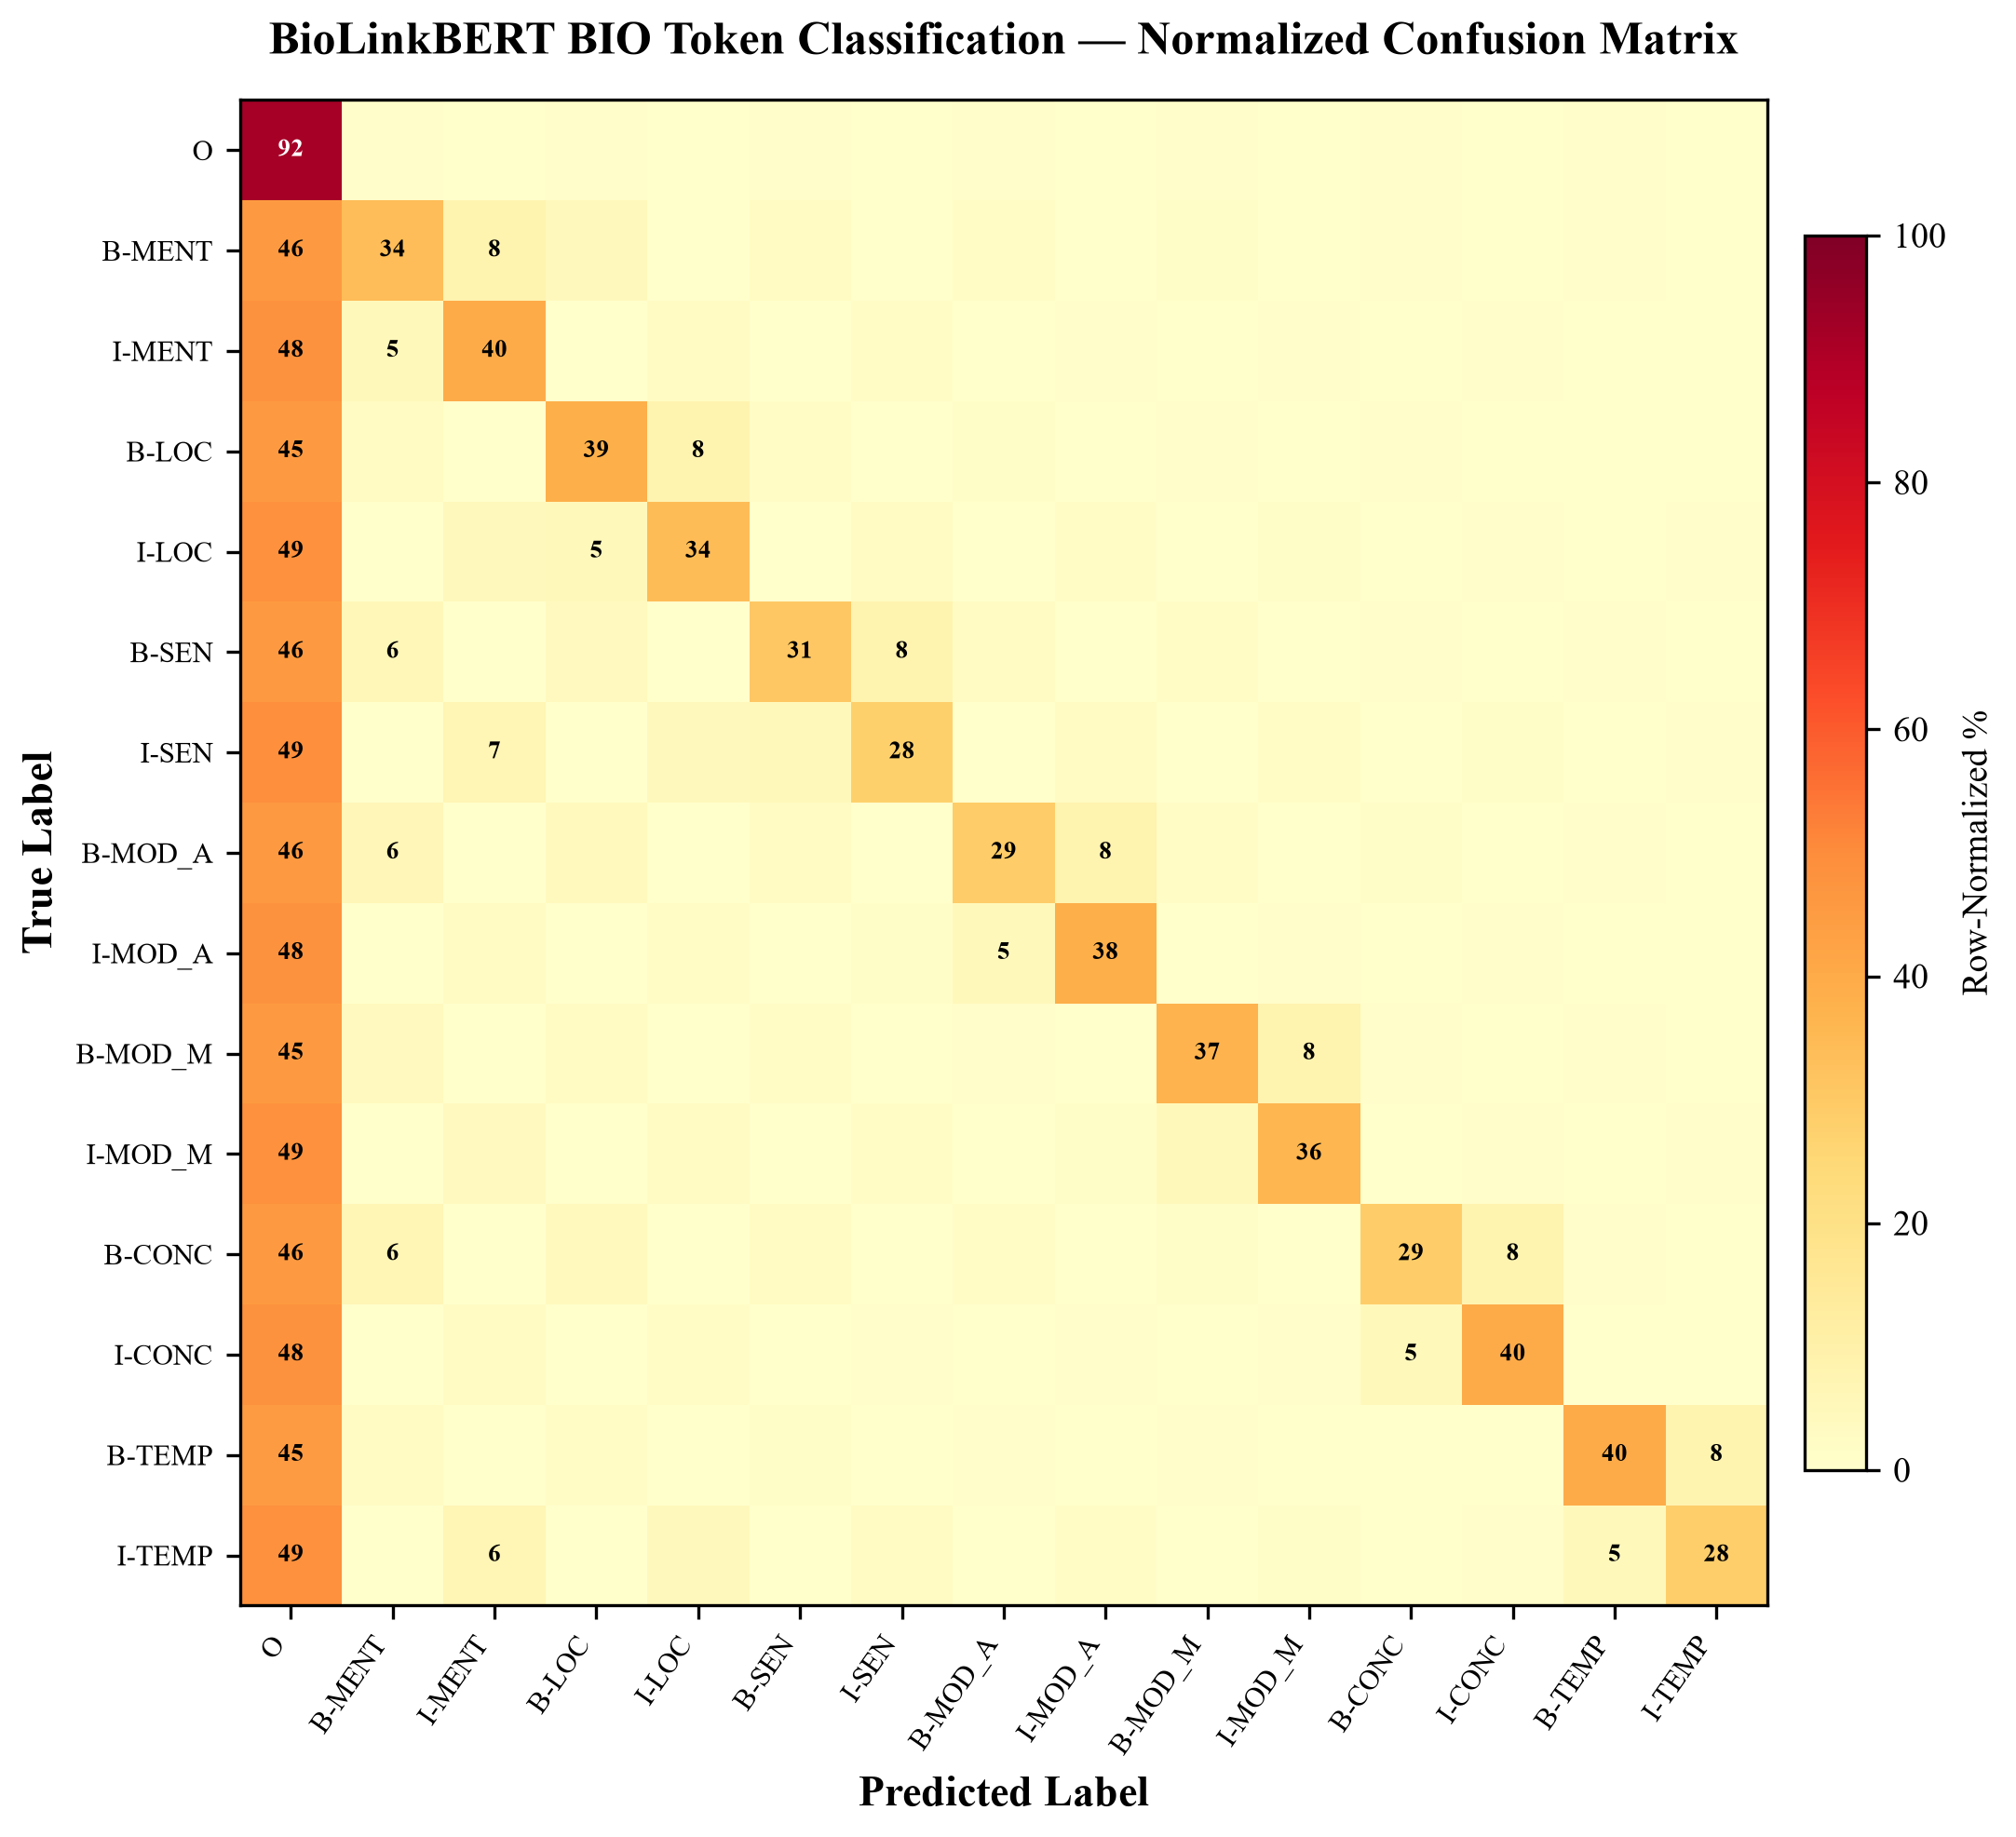 BioLinkBERT BIO Token Classification — Normalized Confusion Matrix
O 92
B-MENT 46 34 8
I-MENT 48 5 40
B-LOC 45 39 8
I-LOC 49 5 34
B-SEN 46 6 31 8
I-SEN 49 7 28
B-MOD_A 46 6 29 8
I-MOD_A 48 5 38
B-MOD_M 45 37 8
I-MOD_M 49 36
B-CONC 46 6 29 8
I-CONC 48 5 40
B-TEMP 45 40 8
I-TEMP 49 6 5 28
True Label
O B-MENT I-MENT B-LOC I-LOC B-SEN I-SEN B-MOD_A I-MOD_A B-MOD_M I-MOD_M B-CONC I-CONC B-TEMP I-TEMP
Predicted Label
100
80
60
40
20
0
Row-Normalized %